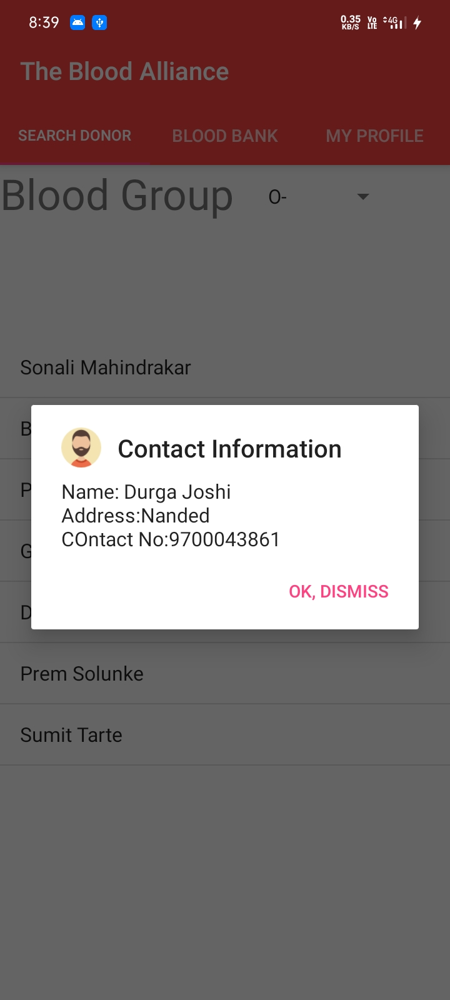 8:39
0.35 KB/S Vo LTE 4G
The Blood Alliance
SEARCH DONOR BLOOD BANK MY PROFILE
Blood Group O-
Sonali Mahindrakar
B
P
G
D
Contact Information
Name: Durga Joshi
Address:Nanded
COntact No:9700043861
OK, DISMISS
Prem Solunke
Sumit Tarte